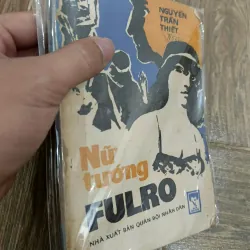 NGUYỄN
TRẦN
THIẾT
Nữ
tướng
FULRO
NHÀ XUẤT BẢN QUÂN ĐỘI NHÂN DÂN